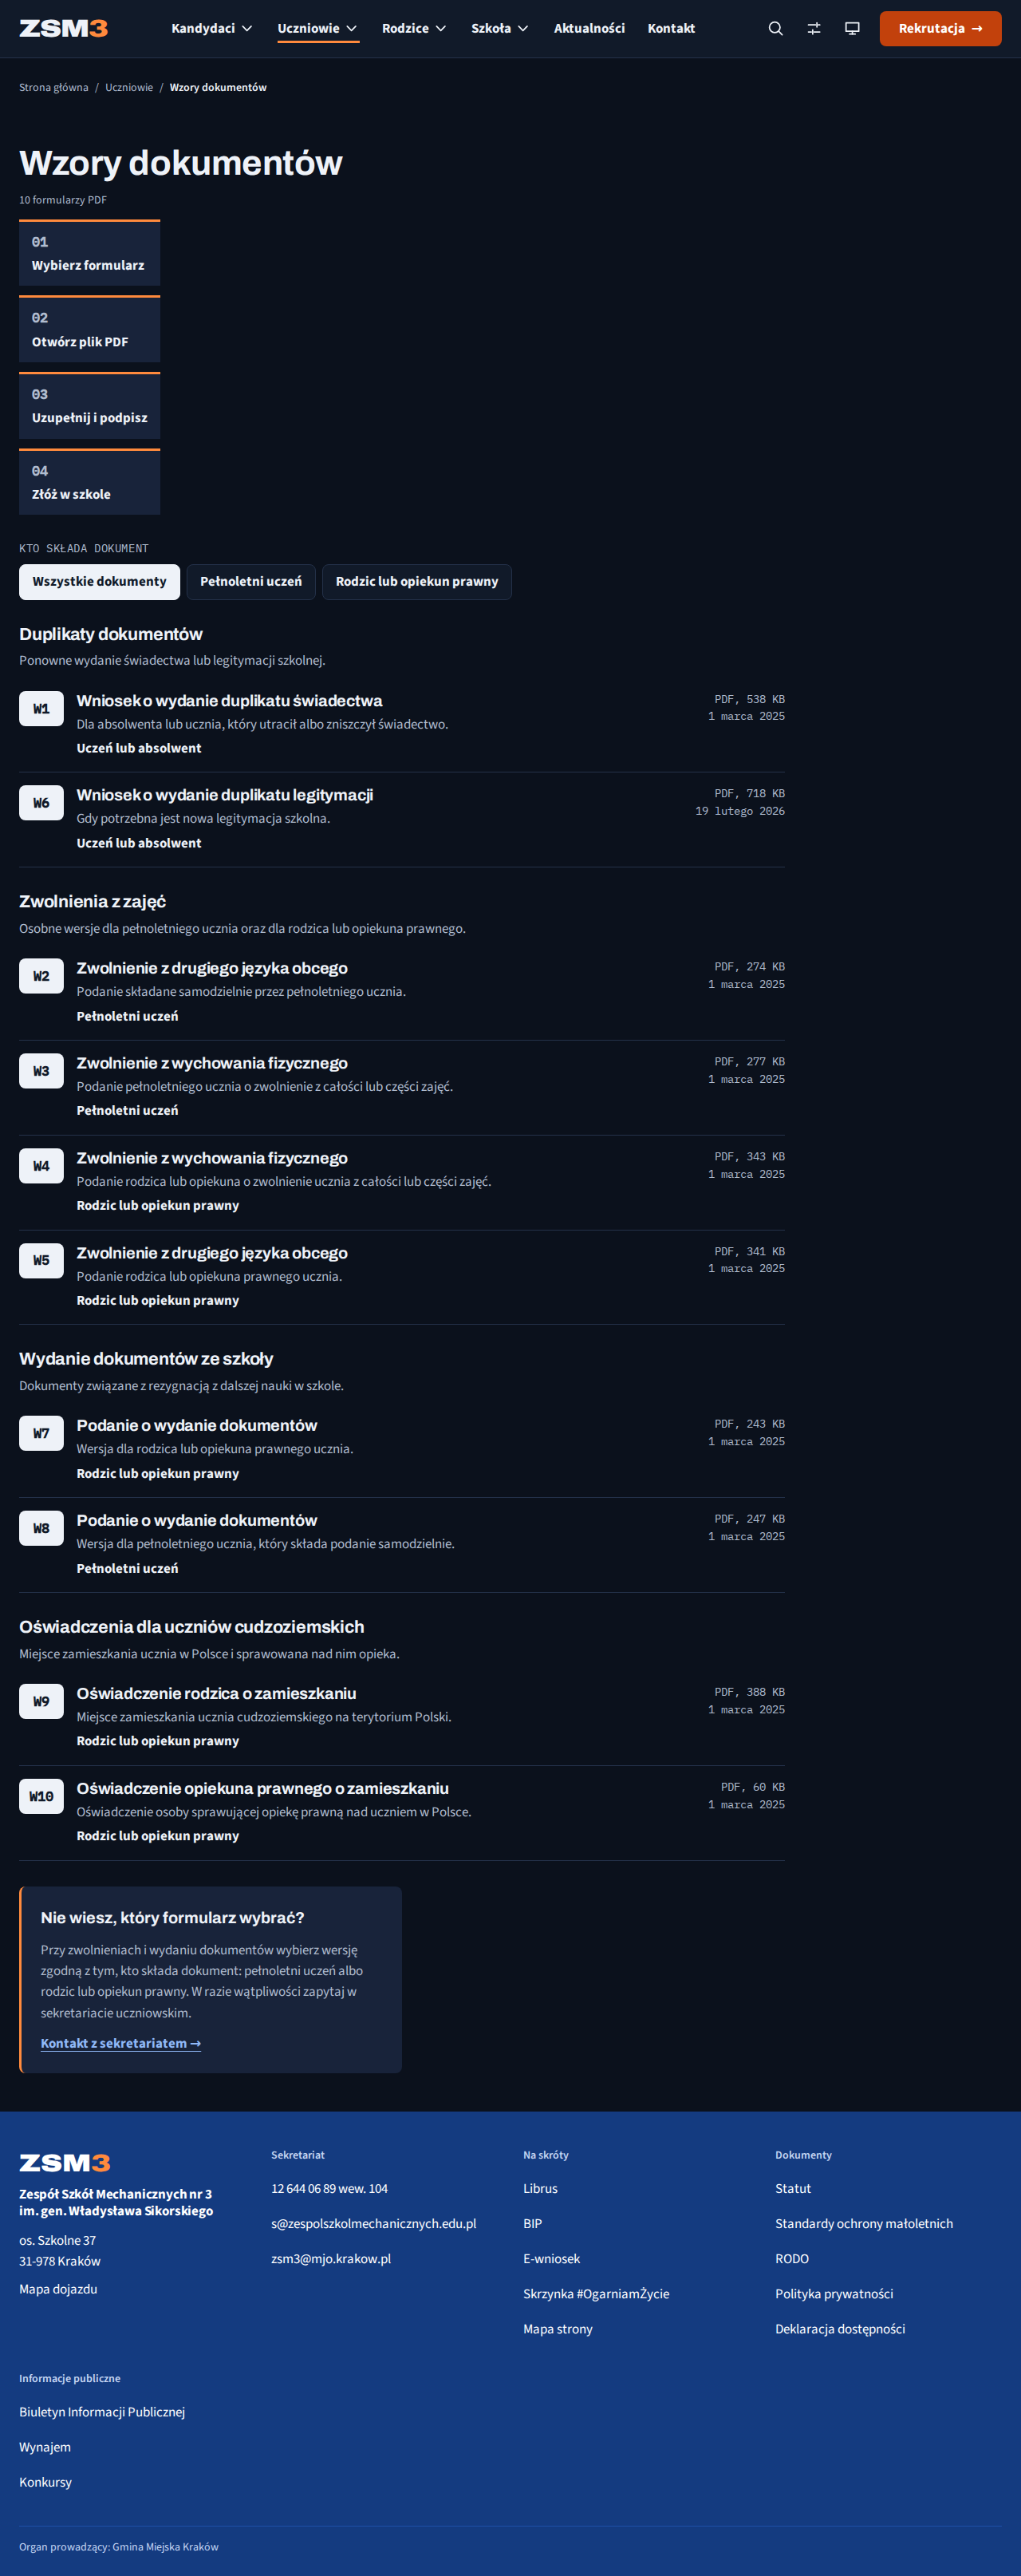 ZSM3
Kandydaci
Uczniowie
Rodzice
Szkoła
Aktualności
Kontakt
Rekrutacja →
Strona główna / Uczniowie / Wzory dokumentów
Wzory dokumentów
10 formularzy PDF
01
Wybierz formularz
02
Otwórz plik PDF
03
Uzupełnij i podpisz
04
Złóż w szkole
KTO SKŁADA DOKUMENT
Wszystkie dokumenty
Pełnoletni uczeń
Rodzic lub opiekun prawny
Duplikaty dokumentów
Ponowne wydanie świadectwa lub legitymacji szkolnej.
W1
Wniosek o wydanie duplikatu świadectwa
Dla absolwenta lub ucznia, który utracił albo zniszczył świadectwo.
Uczeń lub absolwent
PDF, 538 KB
1 marca 2025
W6
Wniosek o wydanie duplikatu legitymacji
Gdy potrzebna jest nowa legitymacja szkolna.
Uczeń lub absolwent
PDF, 718 KB
19 lutego 2026
Zwolnienia z zajęć
Osobne wersje dla pełnoletniego ucznia oraz dla rodzica lub opiekuna prawnego.
W2
Zwolnienie z drugiego języka obcego
Podanie składane samodzielnie przez pełnoletniego ucznia.
Pełnoletni uczeń
PDF, 274 KB
1 marca 2025
W3
Zwolnienie z wychowania fizycznego
Podanie pełnoletniego ucznia o zwolnienie z całości lub części zajęć.
Pełnoletni uczeń
PDF, 277 KB
1 marca 2025
W4
Zwolnienie z wychowania fizycznego
Podanie rodzica lub opiekuna o zwolnienie ucznia z całości lub części zajęć.
Rodzic lub opiekun prawny
PDF, 343 KB
1 marca 2025
W5
Zwolnienie z drugiego języka obcego
Podanie rodzica lub opiekuna prawnego ucznia.
Rodzic lub opiekun prawny
PDF, 341 KB
1 marca 2025
Wydanie dokumentów ze szkoły
Dokumenty związane z rezygnacją z dalszej nauki w szkole.
W7
Podanie o wydanie dokumentów
Wersja dla rodzica lub opiekuna prawnego ucznia.
Rodzic lub opiekun prawny
PDF, 243 KB
1 marca 2025
W8
Podanie o wydanie dokumentów
Wersja dla pełnoletniego ucznia, który składa podanie samodzielnie.
Pełnoletni uczeń
PDF, 247 KB
1 marca 2025
Oświadczenia dla uczniów cudzoziemskich
Miejsce zamieszkania ucznia w Polsce i sprawowana nad nim opieka.
W9
Oświadczenie rodzica o zamieszkaniu
Miejsce zamieszkania ucznia cudzoziemskiego na terytorium Polski.
Rodzic lub opiekun prawny
PDF, 388 KB
1 marca 2025
W10
Oświadczenie opiekuna prawnego o zamieszkaniu
Oświadczenie osoby sprawującej opiekę prawną nad uczniem w Polsce.
Rodzic lub opiekun prawny
PDF, 60 KB
1 marca 2025
Nie wiesz, który formularz wybrać?
Przy zwolnieniach i wydaniu dokumentów wybierz wersję
zgodną z tym, kto składa dokument: pełnoletni uczeń albo
rodzic lub opiekun prawny. W razie wątpliwości zapytaj w
sekretariacie uczniowskim.
Kontakt z sekretariatem →
ZSM3
Zespół Szkół Mechanicznych nr 3
im. gen. Władysława Sikorskiego
os. Szkolne 37
31-978 Kraków
Mapa dojazdu
Sekretariat
12 644 06 89 wew. 104
s@zespolszkolmechanicznych.edu.pl
zsm3@mjo.krakow.pl
Na skróty
Librus
BIP
E-wniosek
Skrzynka #OgarniamŻycie
Mapa strony
Dokumenty
Statut
Standardy ochrony małoletnich
RODO
Polityka prywatności
Deklaracja dostępności
Informacje publiczne
Biuletyn Informacji Publicznej
Wynajem
Konkursy
Organ prowadzący: Gmina Miejska Kraków